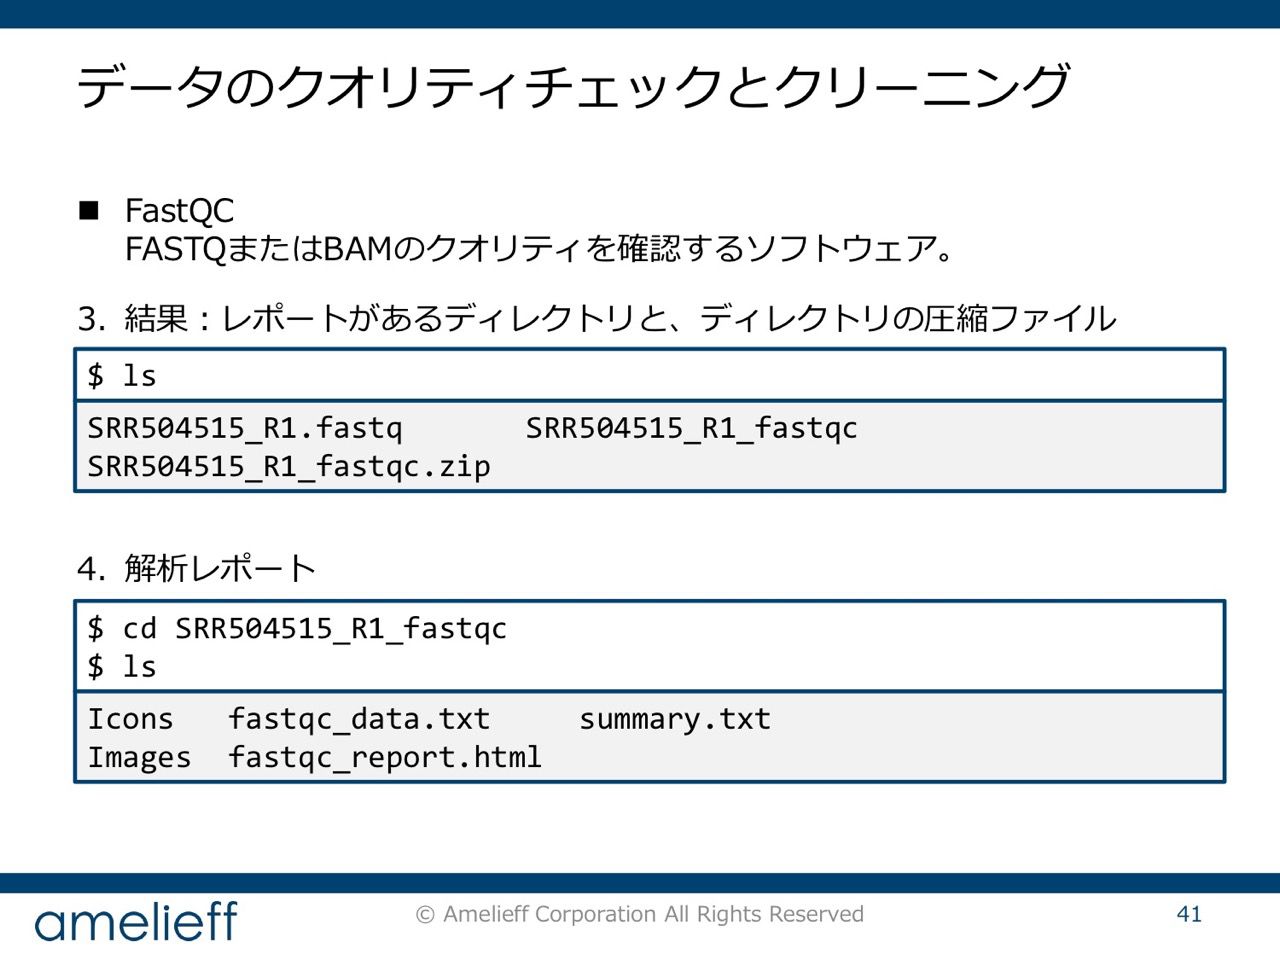 データのクオリティチェックとクリーニング
■ FastQC
FASTQまたはBAMのクオリティを確認するソフトウェア。
3. 結果：レポートがあるディレクトリと、ディレクトリの圧縮ファイル
$ ls
SRR504515_R1.fastq SRR504515_R1_fastqc
SRR504515_R1_fastqc.zip
4. 解析レポート
$ cd SRR504515_R1_fastqc
$ ls
Icons fastqc_data.txt summary.txt
Images fastqc_report.html
amelieff
© Amelieff Corporation All Rights Reserved
41